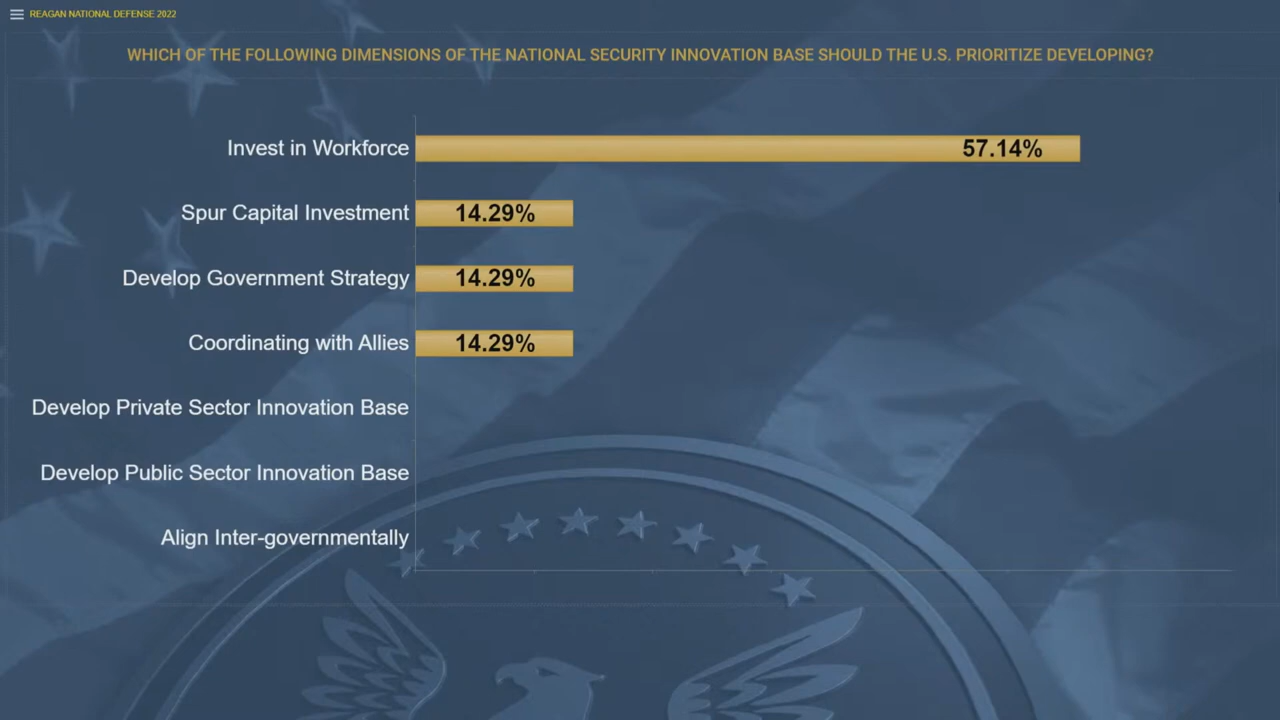 REAGAN NATIONAL DEFENSE 2022
WHICH OF THE FOLLOWING DIMENSIONS OF THE NATIONAL SECURITY INNOVATION BASE SHOULD THE U.S. PRIORITIZE DEVELOPING?
Invest in Workforce 57.14%
Spur Capital Investment 14.29%
Develop Government Strategy 14.29%
Coordinating with Allies 14.29%
Develop Private Sector Innovation Base
Develop Public Sector Innovation Base
Align Inter-governmentally